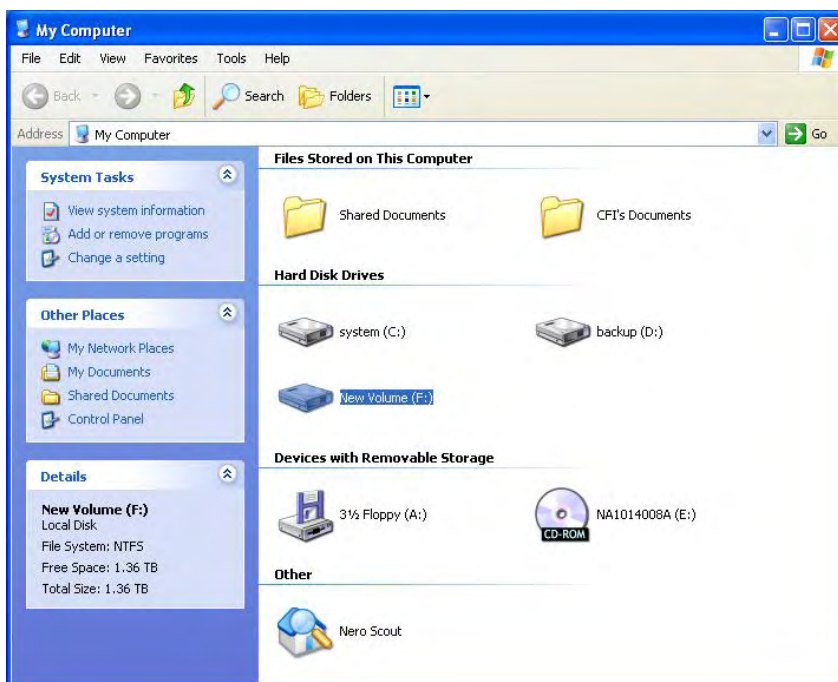 My Computer
File Edit View Favorites Tools Help
Back Search Folders
Address My Computer Go
System Tasks
View system information
Add or remove programs
Change a setting
Other Places
My Network Places
My Documents
Shared Documents
Control Panel
Details
New Volume (F:)
Local Disk
File System: NTFS
Free Space: 1.36 TB
Total Size: 1.36 TB
Files Stored on This Computer
Shared Documents CFI's Documents
Hard Disk Drives
system (C:) backup (D:)
New Volume (F:)
Devices with Removable Storage
3½ Floppy (A:) CD-ROM NA1014008A (E:)
Other
Nero Scout